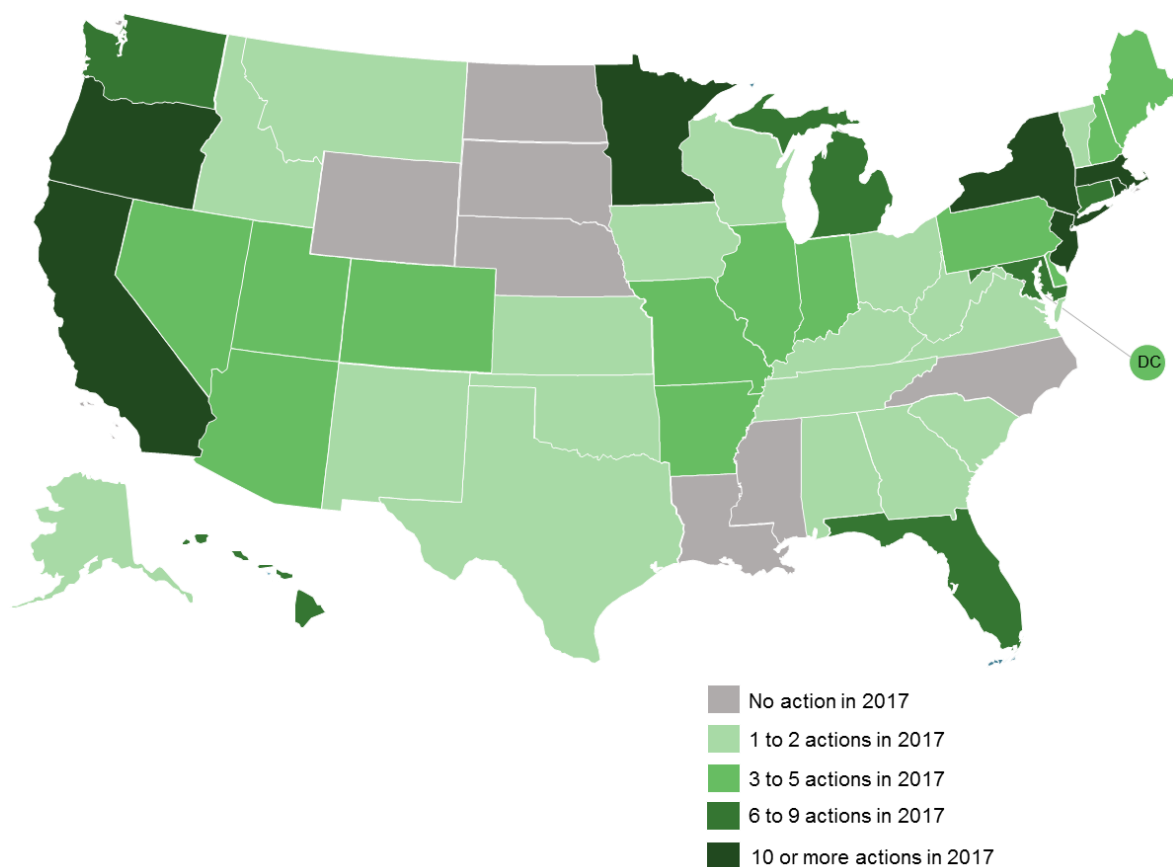 DC
No action in 2017
1 to 2 actions in 2017
3 to 5 actions in 2017
6 to 9 actions in 2017
10 or more actions in 2017